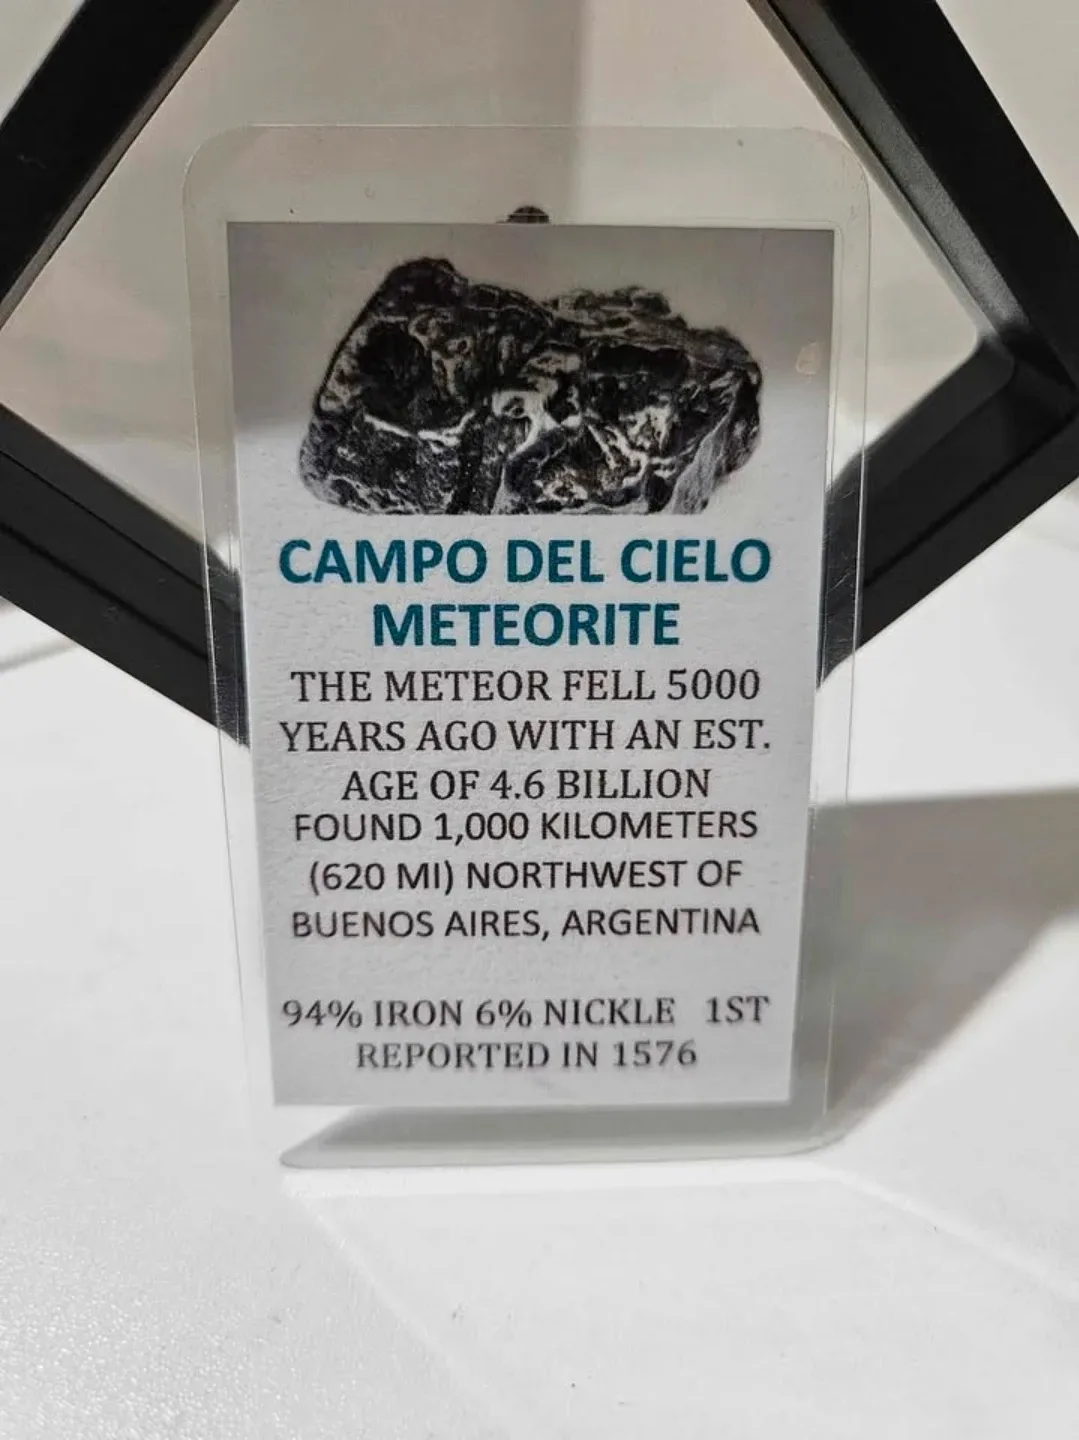 CAMPO DEL CIELO
METEORITE
THE METEOR FELL 5000
YEARS AGO WITH AN EST.
AGE OF 4.6 BILLION
FOUND 1,000 KILOMETERS
(620 MI) NORTHWEST OF
BUENOS AIRES, ARGENTINA
94% IRON 6% NICKLE 1ST
REPORTED IN 1576